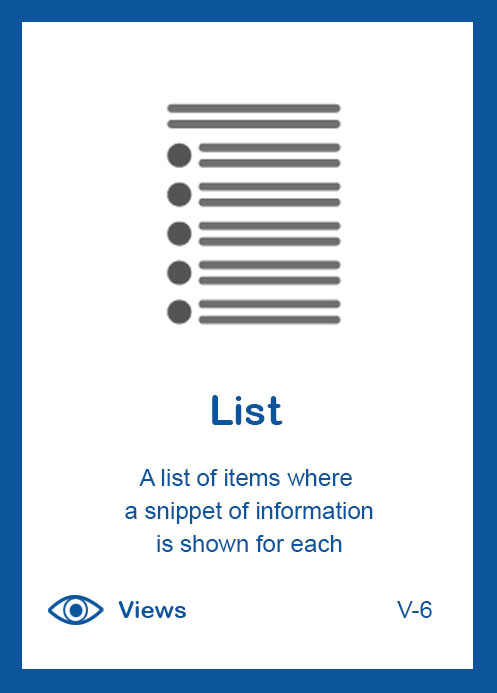 List
A list of items where
a snippet of information
is shown for each
Views V-6